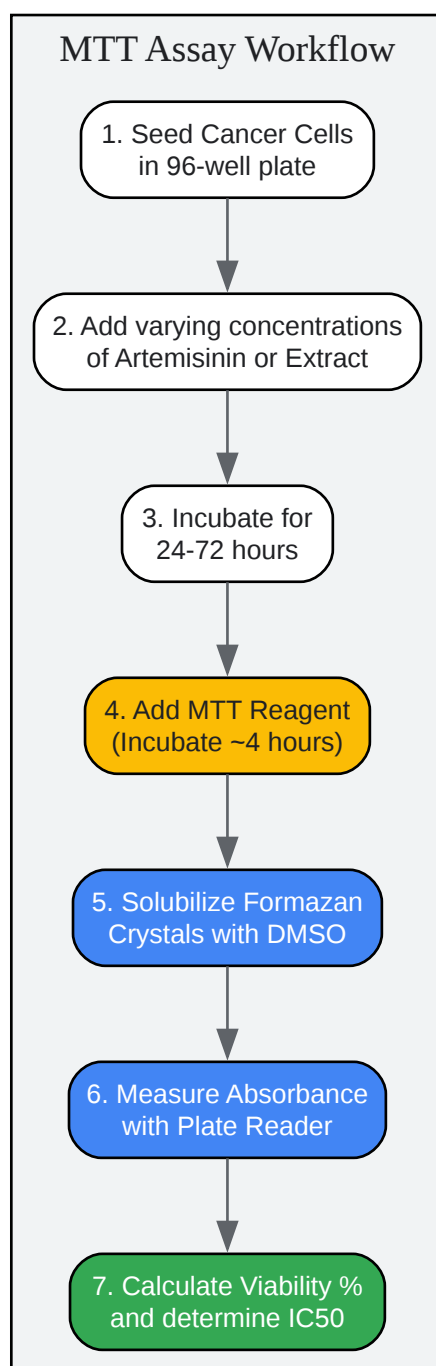 MTT Assay Workflow
1. Seed Cancer Cells
in 96-well plate
2. Add varying concentrations
of Artemisinin or Extract
3. Incubate for
24-72 hours
4. Add MTT Reagent
(Incubate ~4 hours)
5. Solubilize Formazan
Crystals with DMSO
6. Measure Absorbance
with Plate Reader
7. Calculate Viability %
and determine IC50